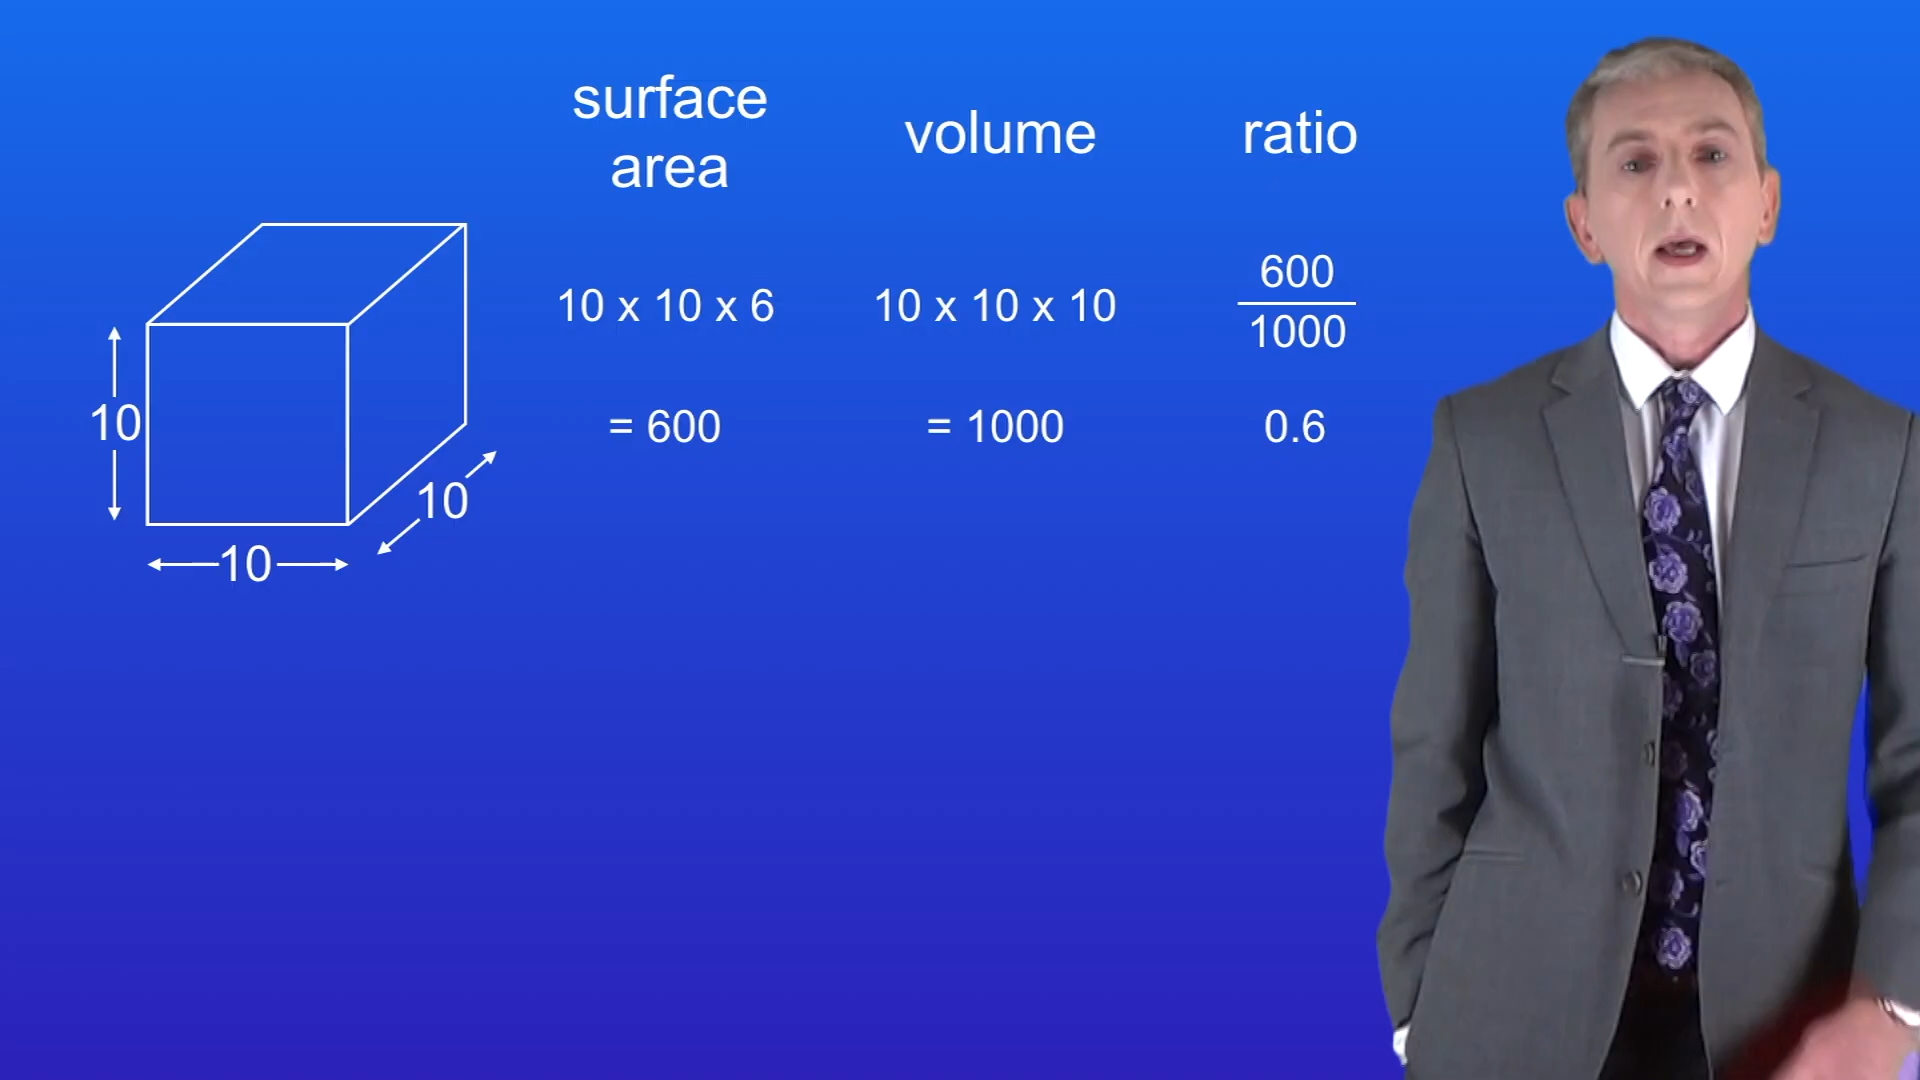 surface
area
volume
ratio
10 x 10 x 6
10 x 10 x 10
600
1000
= 600
= 1000
0.6
10
10
10